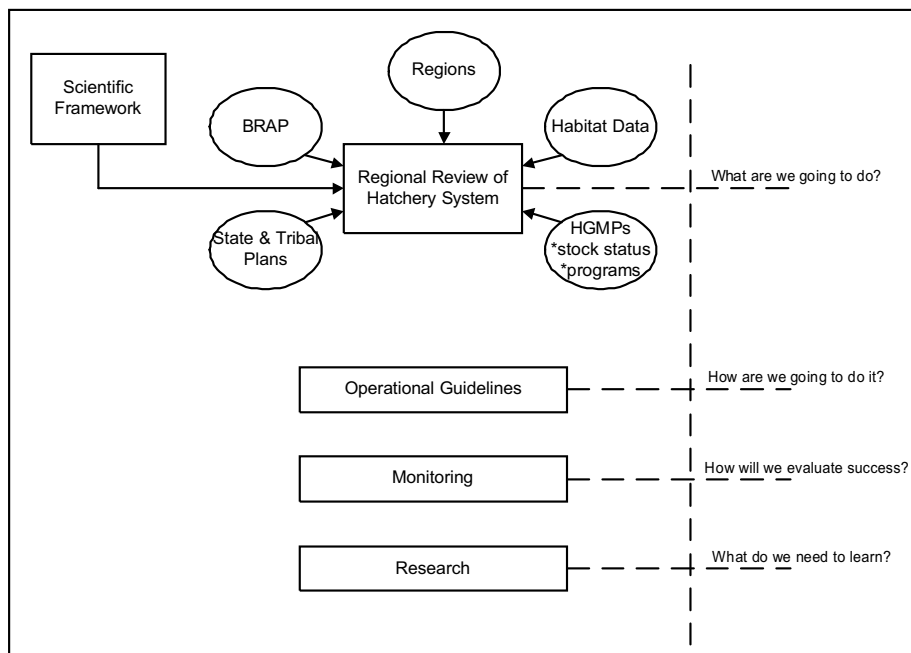 Regions
Scientific
Framework
BRAP
Habitat Data
Regional Review of
Hatchery System
What are we going to do?
State & Tribal
Plans
HGMPs
*stock status
*programs
Operational Guidelines
How are we going to do it?
Monitoring
How will we evaluate success?
Research
What do we need to learn?